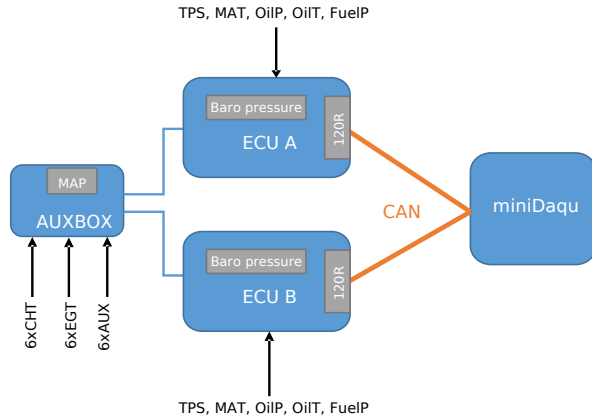 TPS, MAT, OilP, OilT, FuelP
Baro pressure
120R
ECU A
MAP
AUXBOX
CAN
miniDaqu
Baro pressure
120R
ECU B
6xCHT
6xEGT
6xAUX
TPS, MAT, OilP, OilT, FuelP